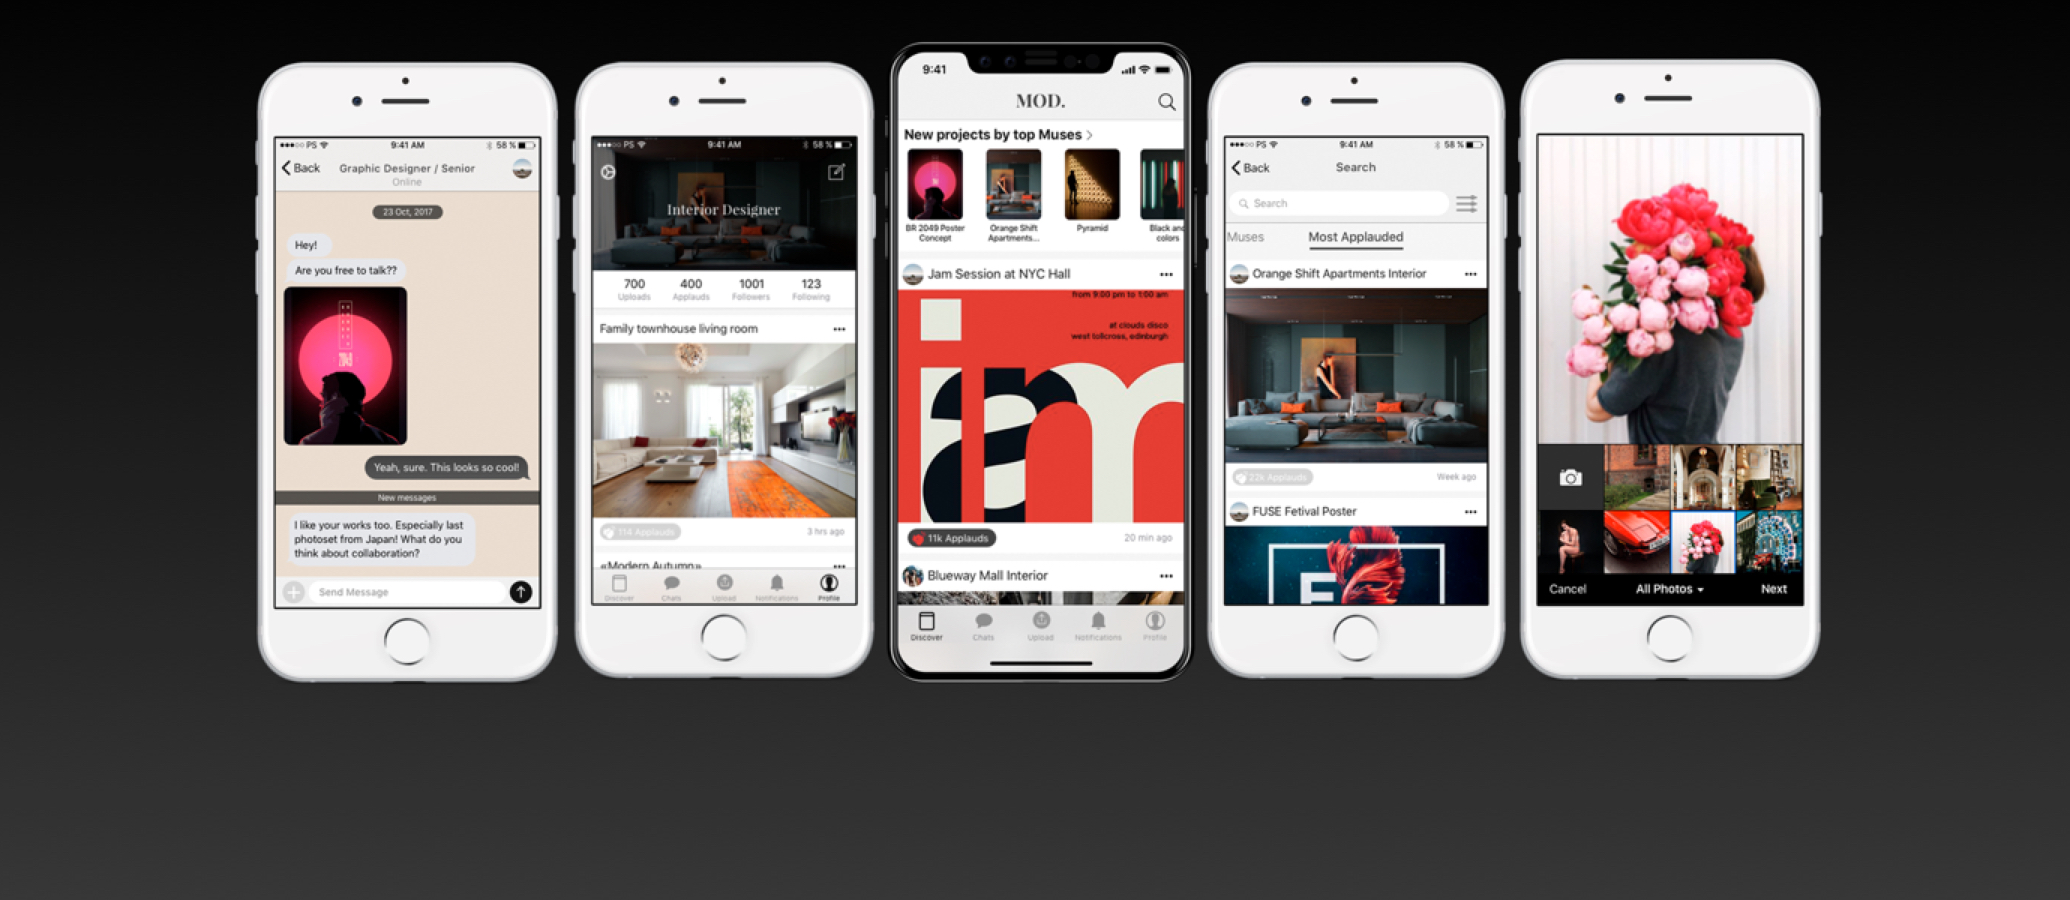 PS 9:41 AM 58 %
Back
Graphic Designer / Senior
Online
23 Oct, 2017
Hey!
Are you free to talk??
Yeah, sure. This looks so cool!
New messages
I like your works too. Especially last
photoset from Japan! What do you
think about collaboration?
Send Message
PS 9:41 AM 58 %
Interior Designer
700 400 1001 123
Uploads Applauds Followers Following
Family townhouse living room
114 Applauds 3 hrs ago
«Modern Autumn»
Discover Chats Upload Notifications Profile
9:41
MOD.
New projects by top Muses
BR 2049 Poster
Concept
Orange Shift
Apartments...
Pyramid
Black and
colors
Jam Session at NYC Hall
from 9:00 pm to 1:00 am
at clouds disco
west tollcross, edinburgh
jam
11k Applauds 20 min ago
Blueway Mall Interior
Discover Chats Upload Notifications Profile
PS 9:41 AM 58 %
Back Search
Search
Muses Most Applauded
Orange Shift Apartments Interior
22k Applauds Week ago
FUSE Fetival Poster
Cancel All Photos Next